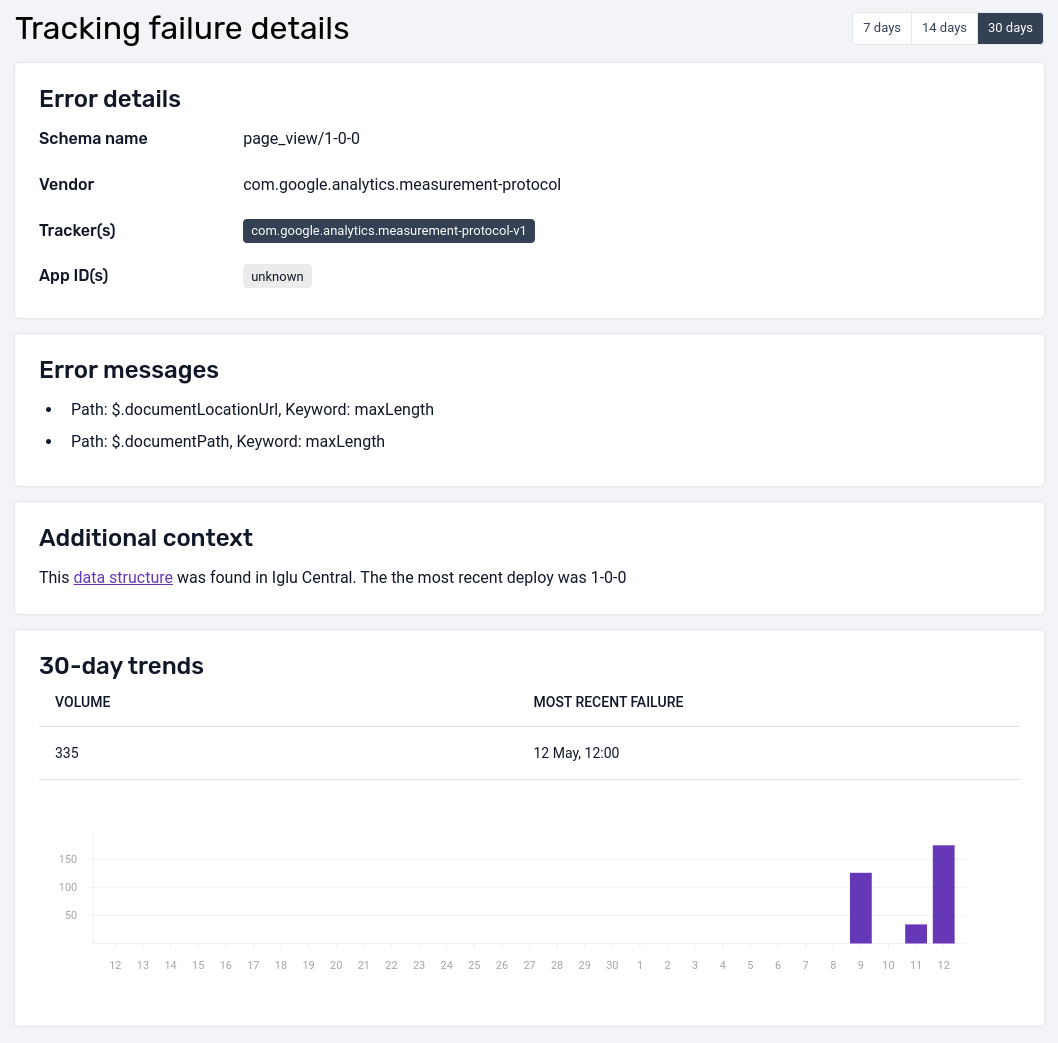 Tracking failure details
7 days 14 days 30 days
Error details
Schema name page_view/1-0-0
Vendor com.google.analytics.measurement-protocol
Tracker(s) com.google.analytics.measurement-protocol-v1
App ID(s) unknown
Error messages
• Path: $.documentLocationUrl, Keyword: maxLength
• Path: $.documentPath, Keyword: maxLength
Additional context
This data structure was found in Iglu Central. The the most recent deploy was 1-0-0
30-day trends
VOLUME MOST RECENT FAILURE
335 12 May, 12:00
150
100
50
12 13 14 15 16 17 18 19 20 21 22 23 24 25 26 27 28 29 30 1 2 3 4 5 6 7 8 9 10 11 12